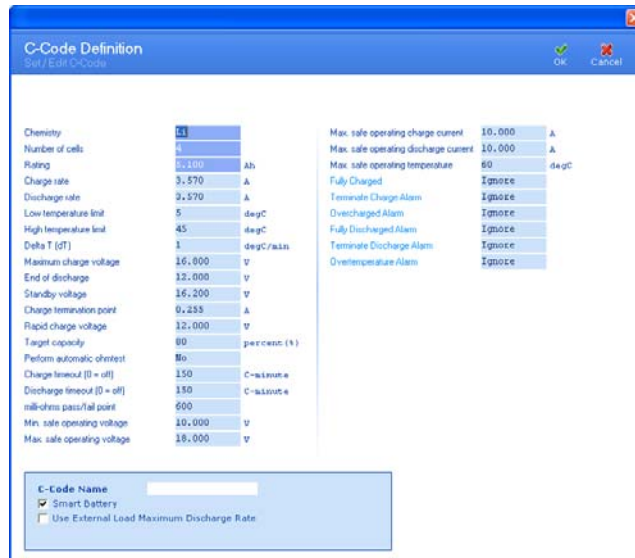 C-Code Definition
Set / Edit C-Code
OK
Cancel
Chemistry Li
Number of cells 4
Rating 5.100 Ah
Charge rate 3.570 A
Discharge rate 3.570 A
Low temperature limit 5 degC
High temperature limit 45 degC
Delta T (dT) 1 degC/min
Maximum charge voltage 16.800 V
End of discharge 12.000 V
Standby voltage 16.200 V
Charge termination point 0.255 A
Rapid charge voltage 12.000 V
Target capacity 80 percent(%)
Perform automatic ohmtest No
Charge timeout (0 = off) 150 C-minute
Discharge timeout (0 = off) 150 C-minute
milli-ohms pass/fail point 600
Min. safe operating voltage 10.000 V
Max. safe operating voltage 18.000 V
Max. safe operating charge current 10.000 A
Max. safe operating discharge current 10.000 A
Max. safe operating temperature 60 degC
Fully Charged Ignore
Terminate Charge Alarm Ignore
Overcharged Alarm Ignore
Fully Discharged Alarm Ignore
Terminate Discharge Alarm Ignore
Overtemperature Alarm Ignore
C-Code Name
Smart Battery
Use External Load Maximum Discharge Rate